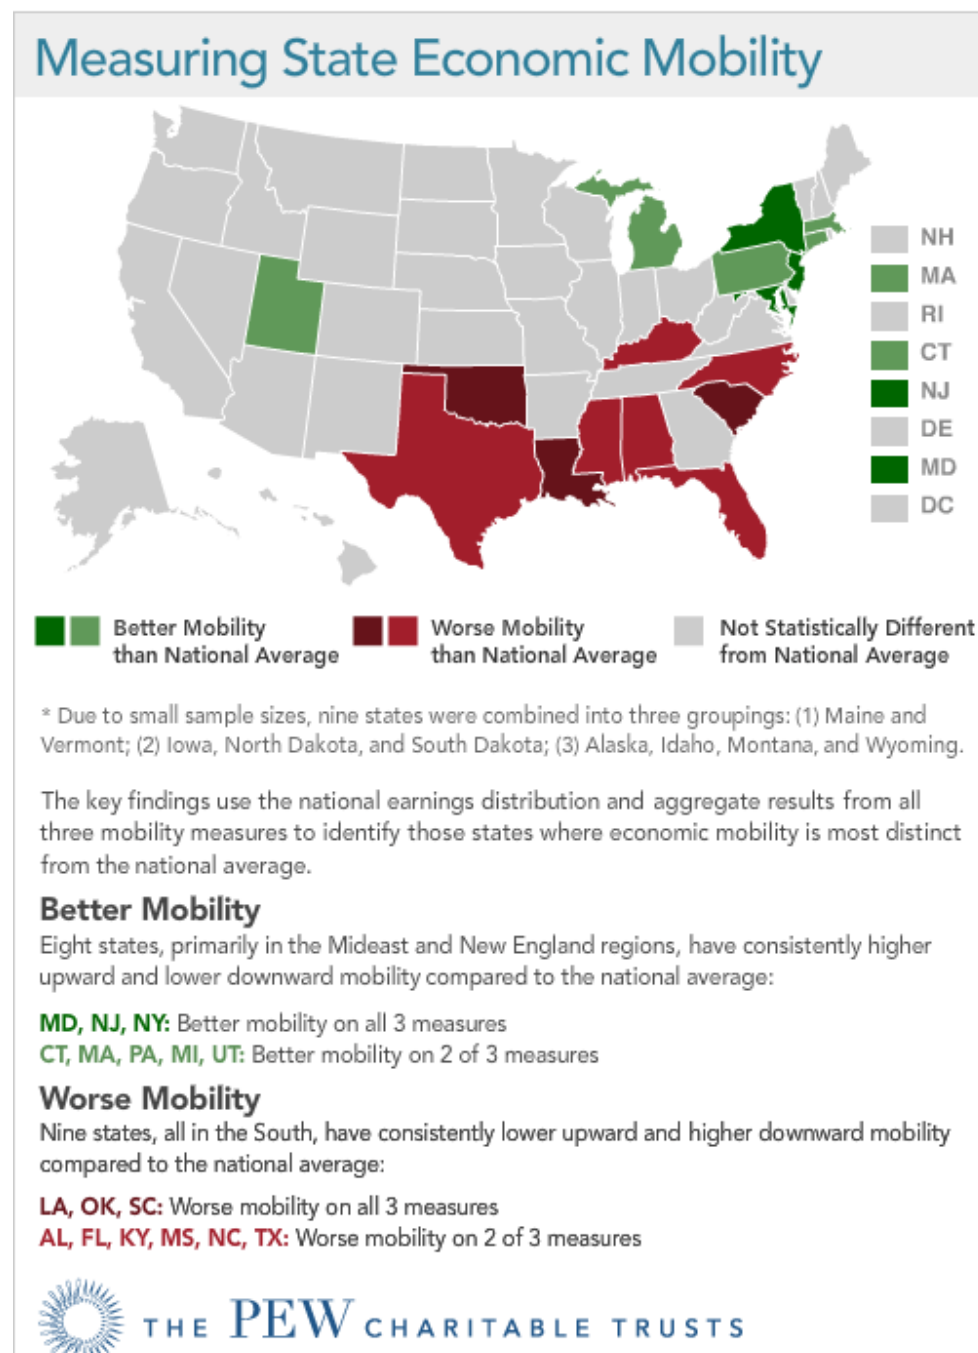 Measuring State Economic Mobility
NH
MA
RI
CT
NJ
DE
MD
DC
Better Mobility
than National Average
Worse Mobility
than National Average
Not Statistically Different
from National Average
* Due to small sample sizes, nine states were combined into three groupings: (1) Maine and
Vermont; (2) Iowa, North Dakota, and South Dakota; (3) Alaska, Idaho, Montana, and Wyoming.
The key findings use the national earnings distribution and aggregate results from all
three mobility measures to identify those states where economic mobility is most distinct
from the national average.
Better Mobility
Eight states, primarily in the Mideast and New England regions, have consistently higher
upward and lower downward mobility compared to the national average:
MD, NJ, NY: Better mobility on all 3 measures
CT, MA, PA, MI, UT: Better mobility on 2 of 3 measures
Worse Mobility
Nine states, all in the South, have consistently lower upward and higher downward mobility
compared to the national average:
LA, OK, SC: Worse mobility on all 3 measures
AL, FL, KY, MS, NC, TX: Worse mobility on 2 of 3 measures
THE PEW CHARITABLE TRUSTS